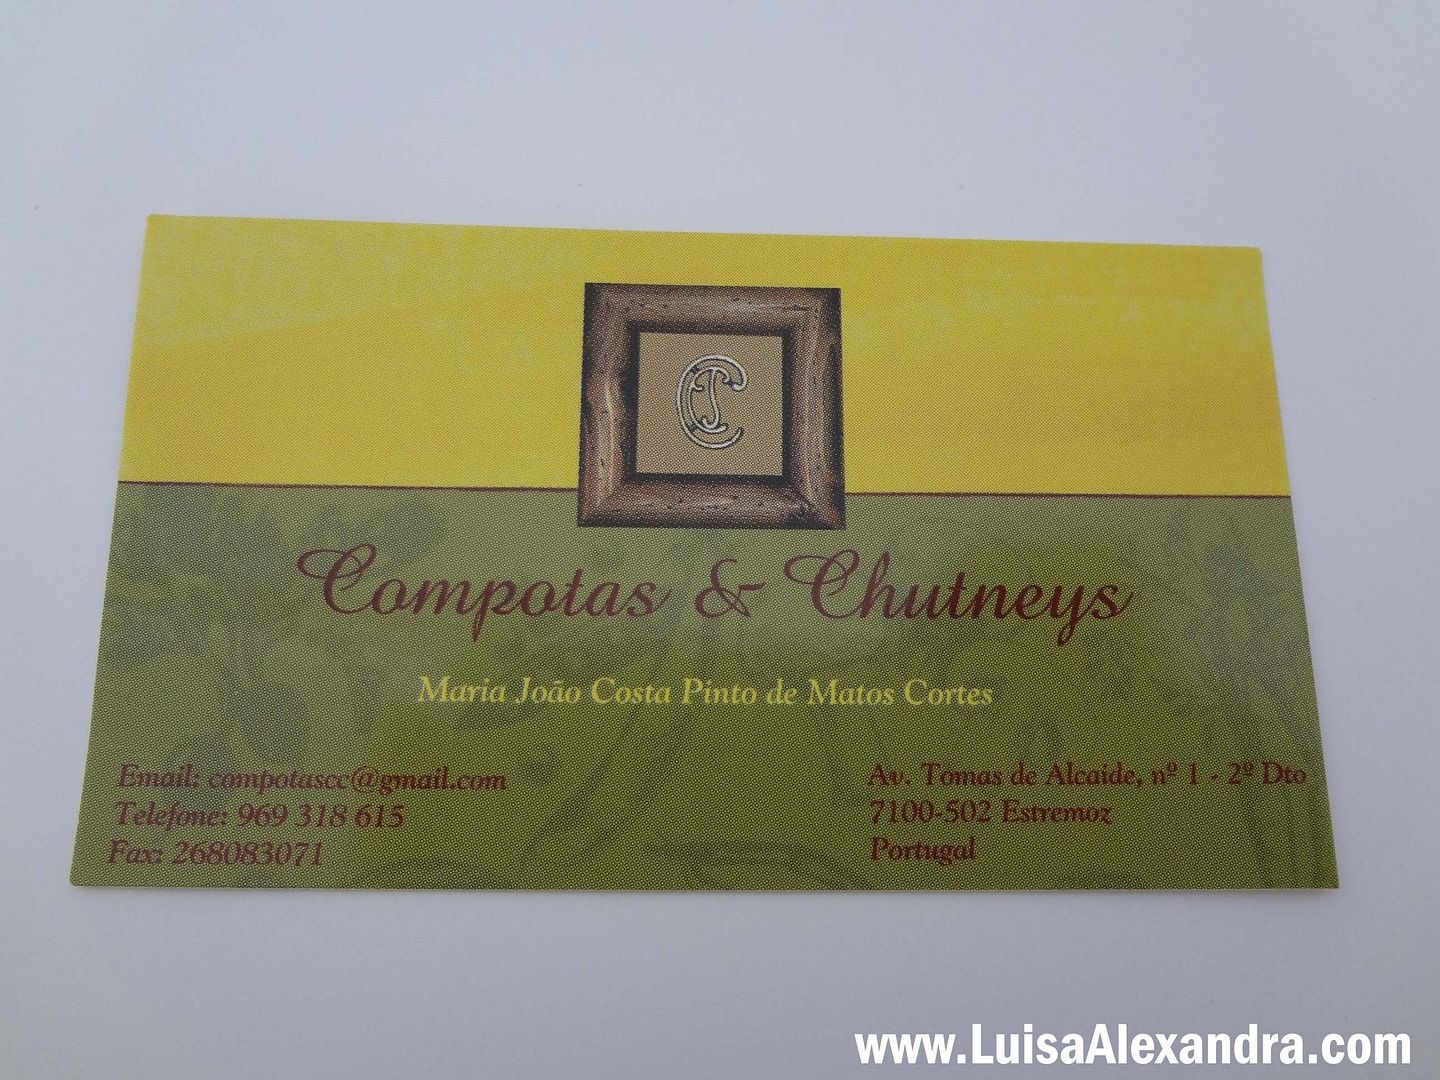 Compotas & Chutneys
Maria João Costa Pinto de Matos Cortes
Email: compotascc@gmail.com
Telefone: 969 318 615
Fax: 268083071
Av. Tomas de Alcaide, nº 1 - 2º Dto
7100-502 Estremoz
Portugal
www.LuisaAlexandra.com